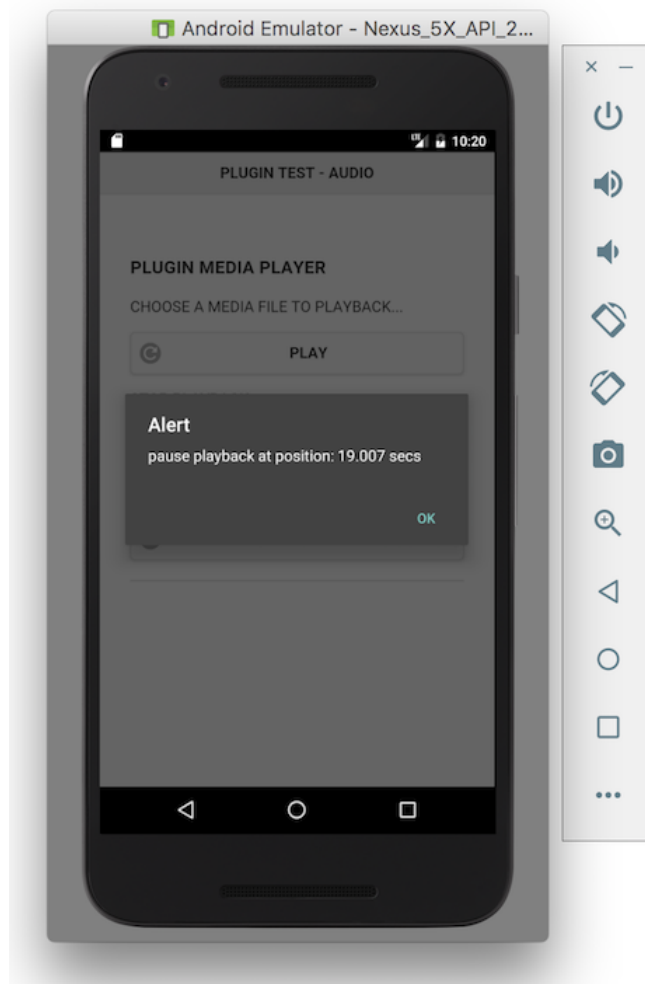 Android Emulator - Nexus_5X_API_2...
LTE 10:20
PLUGIN TEST - AUDIO
PLUGIN MEDIA PLAYER
CHOOSE A MEDIA FILE TO PLAYBACK...
PLAY
Alert
pause playback at position: 19.007 secs
OK